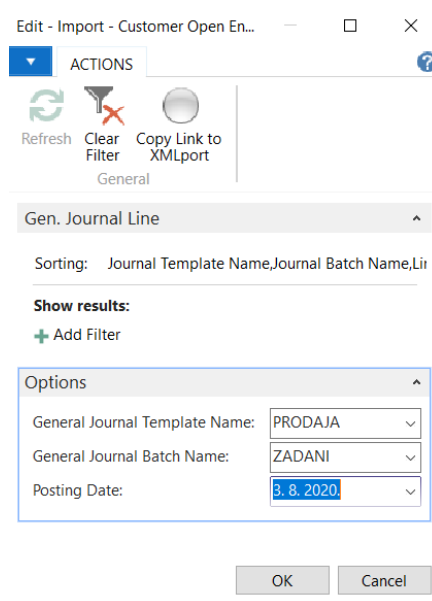 Edit - Import - Customer Open En...
ACTIONS
Refresh
Clear Filter
Copy Link to XMLport
General
Gen. Journal Line
Sorting: Journal Template Name,Journal Batch Name,Lir
Show results:
Add Filter
Options
General Journal Template Name: PRODAJA
General Journal Batch Name: ZADANI
Posting Date: 3. 8. 2020.
OK Cancel